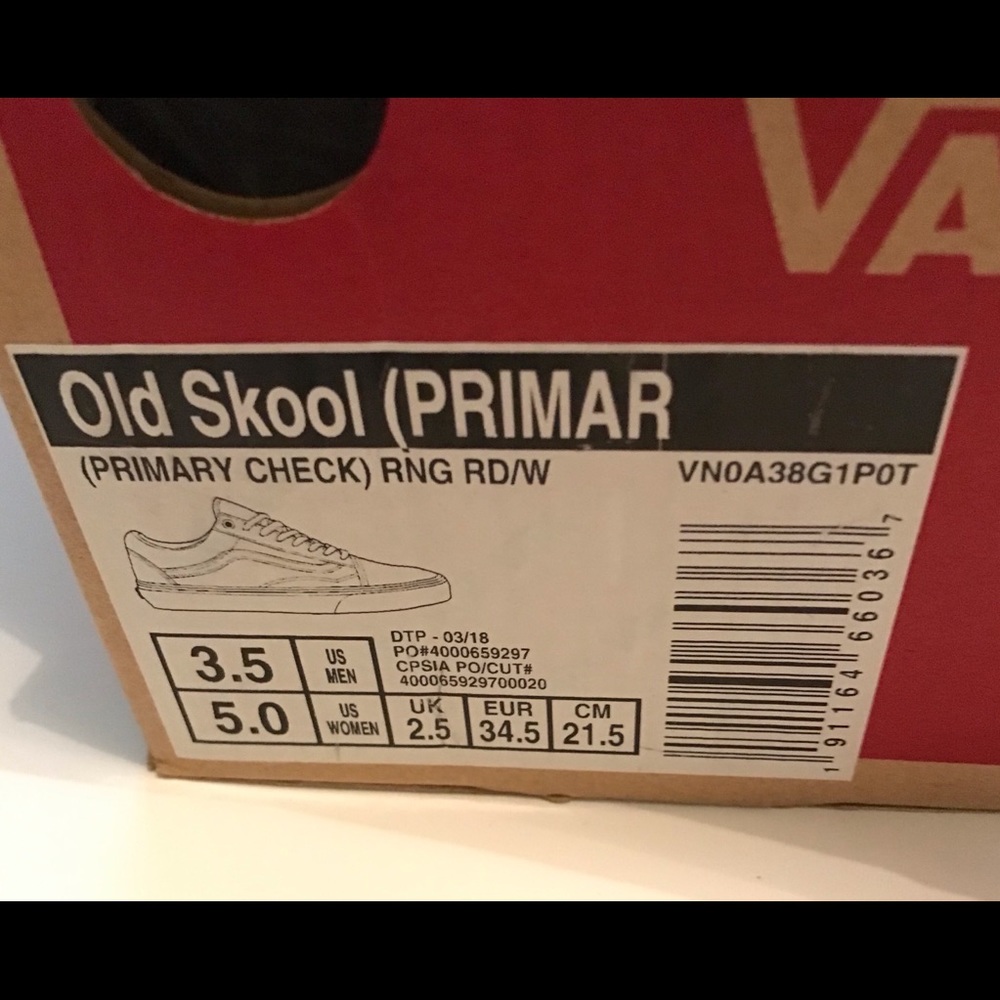 VA
Old Skool (PRIMAR
(PRIMARY CHECK) RNG RD/W
VN0A38G1P0T
DTP - 03/18
PO#4000659297
CPSIA PO/CUT#
400065929700020
3.5 US MEN
5.0 US WOMEN
UK 2.5
EUR 34.5
CM 21.5
1 91164 66036 7